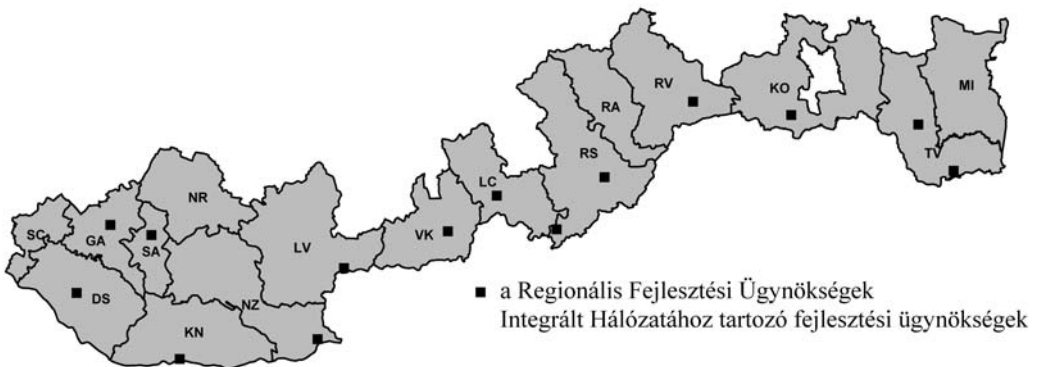 RV
KO
MI
RA
RS
TV
LC
NR
SC
GA
SA
LV
VK
DS
NZ
KN
a Regionális Fejlesztési Ügynökségek
Integrált Hálózatához tartozó fejlesztési ügynökségek